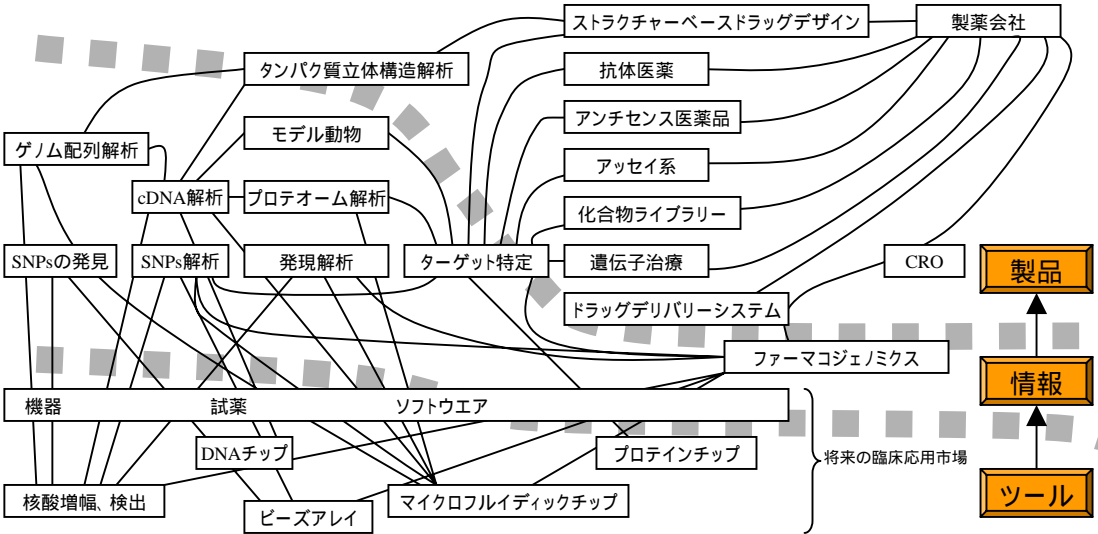 ストラクチャーベースドラッグデザイン
製薬会社
タンパク質立体構造解析
抗体医薬
アンチセンス医薬品
モデル動物
ゲノム配列解析
アッセイ系
cDNA解析
プロテオーム解析
化合物ライブラリー
SNPsの発見
SNPs解析
発現解析
ターゲット特定
遺伝子治療
CRO
製品
ドラッグデリバリーシステム
ファーマコジェノミクス
情報
機器
試薬
ソフトウエア
DNAチップ
プロテインチップ
将来の臨床応用市場
核酸増幅、検出
マイクロフルイディックチップ
ビーズアレイ
ツール